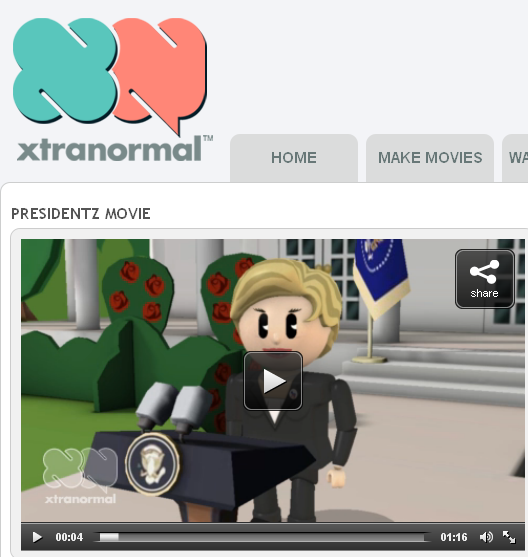 xtranormal™
HOME
MAKE MOVIES
WA
PRESIDENTZ MOVIE
share
xtranormal
00:04
01:16